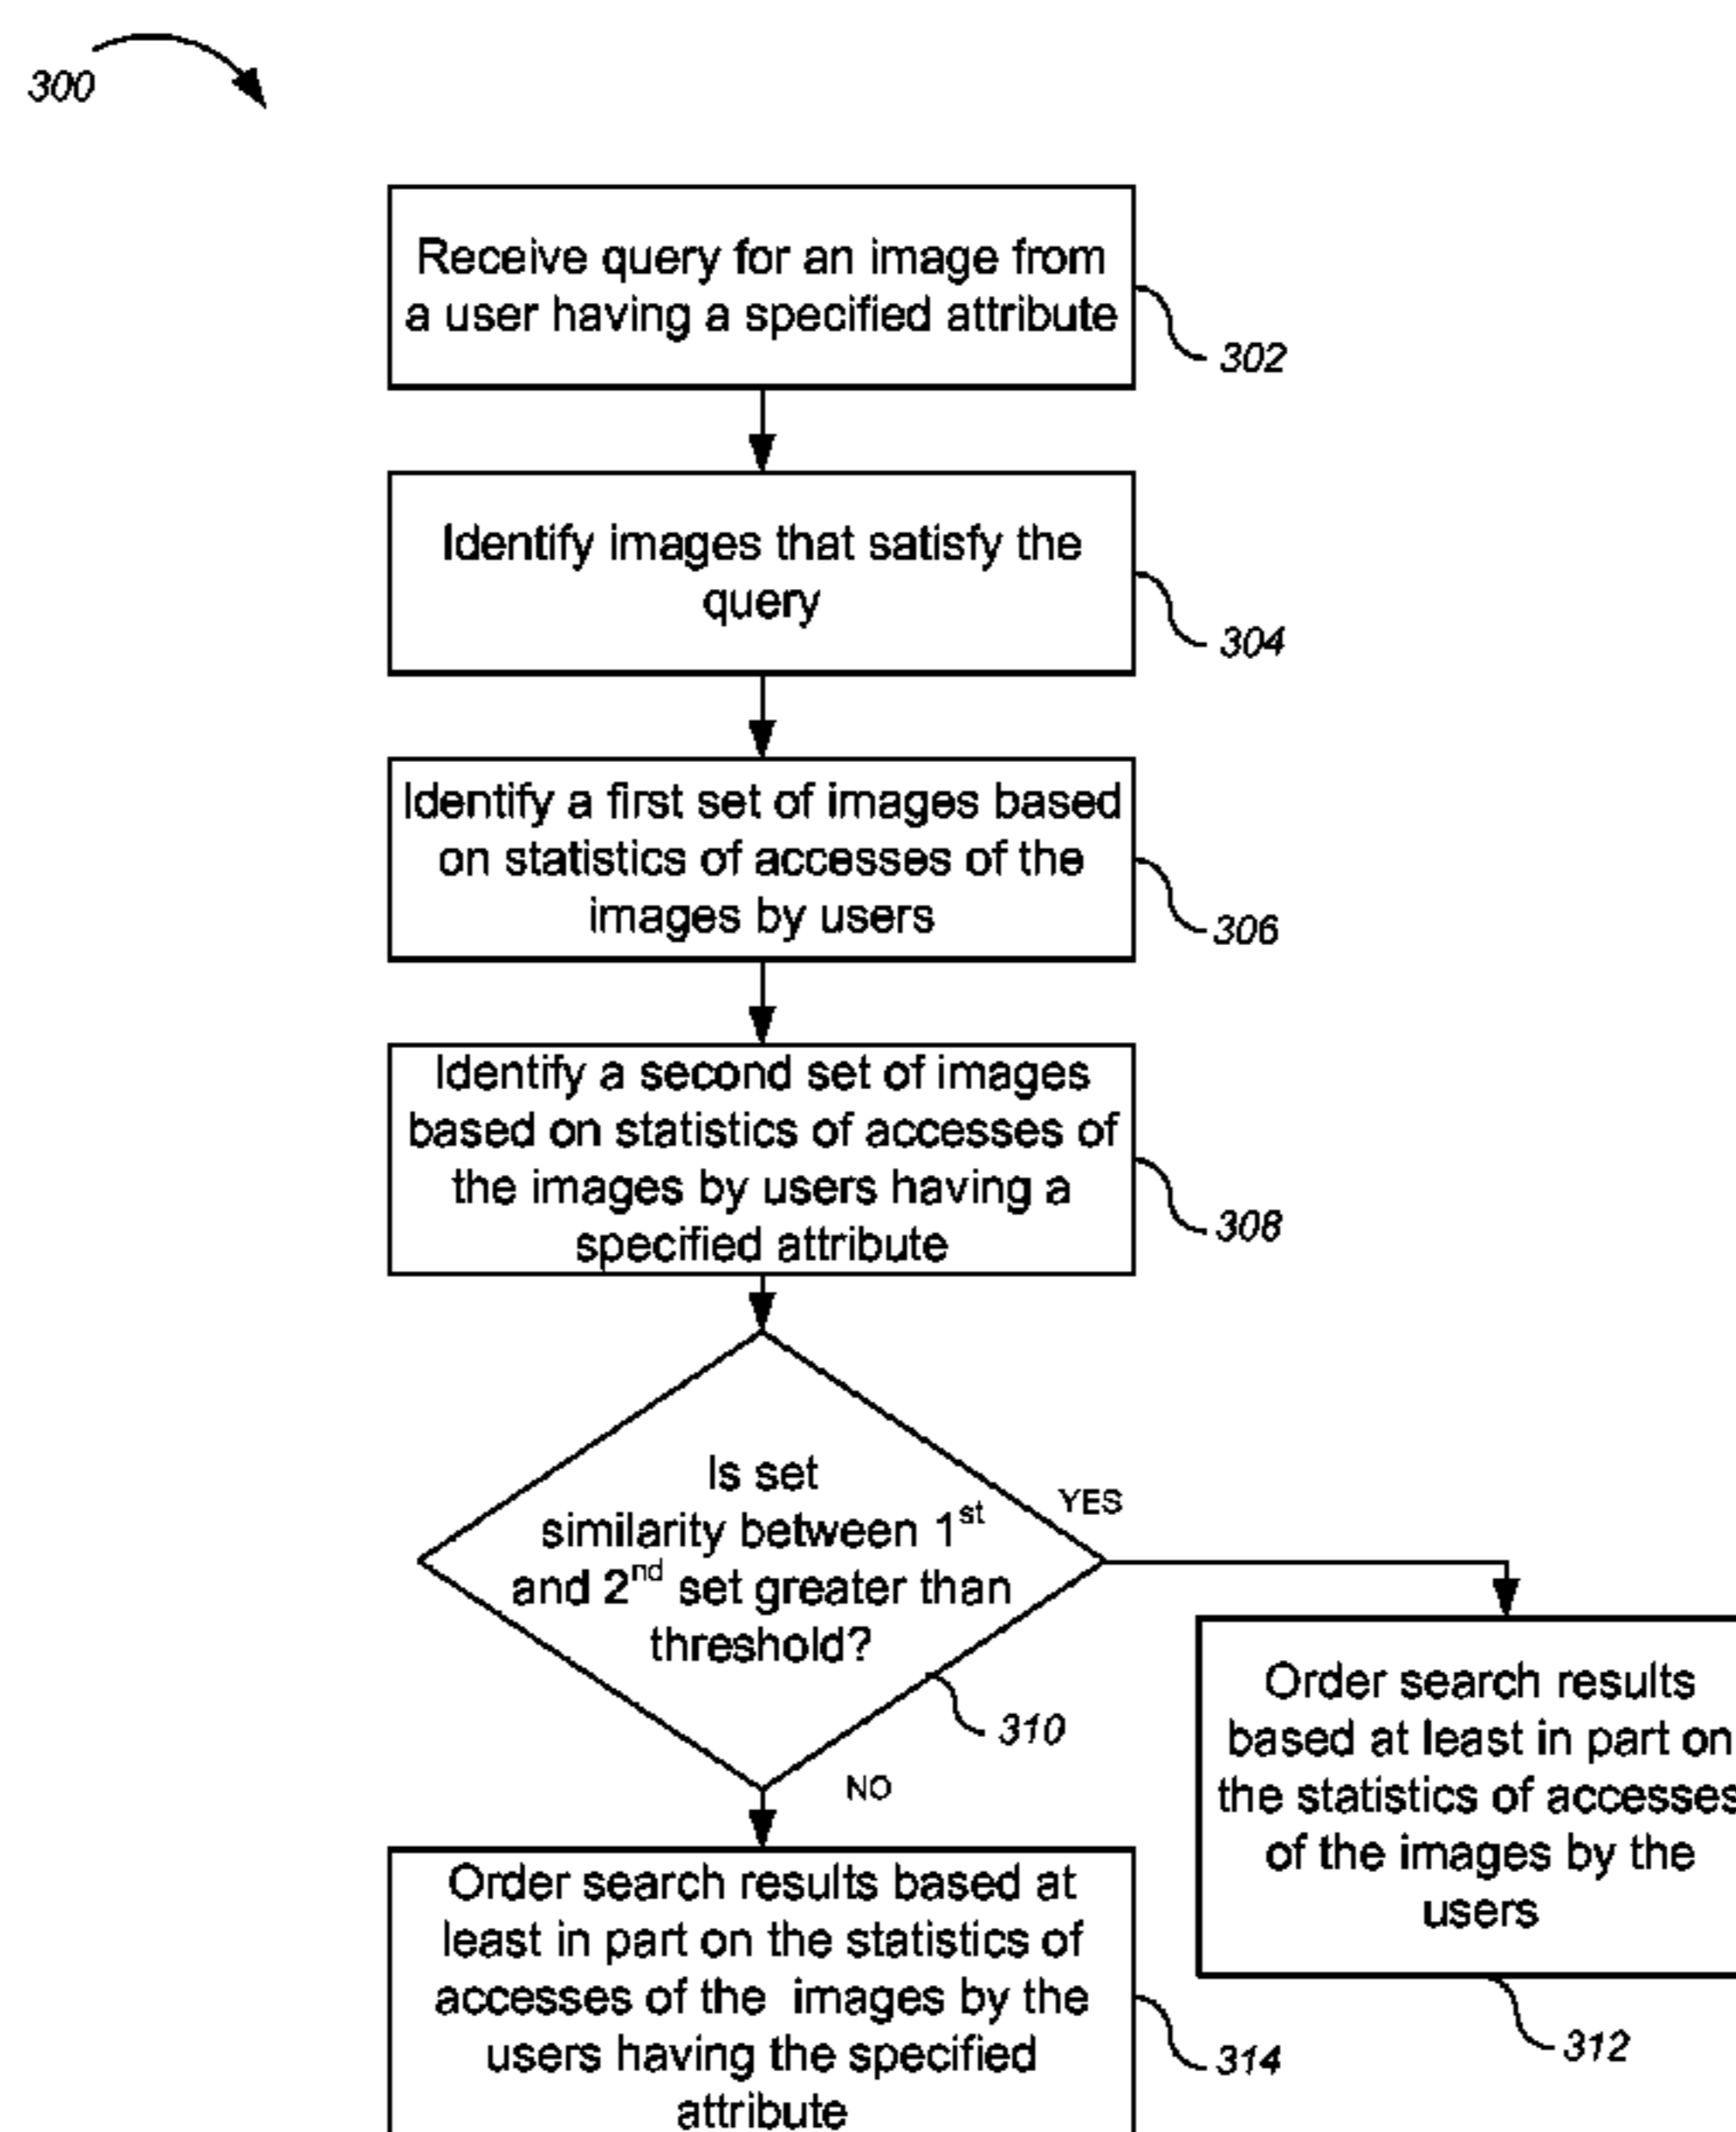 300
Receive query for an image from
a user having a specified attribute
302
Identify images that satisfy the
query
304
Identify a first set of images based
on statistics of accesses of the
images by users
306
Identify a second set of images
based on statistics of accesses of
the images by users having a
specified attribute
308
Is set
similarity between 1st
and 2nd set greater than
threshold?
YES
310
NO
Order search results
based at least in part on
the statistics of accesses
of the images by the
users
312
Order search results based at
least in part on the statistics of
accesses of the images by the
users having the specified
attribute
314